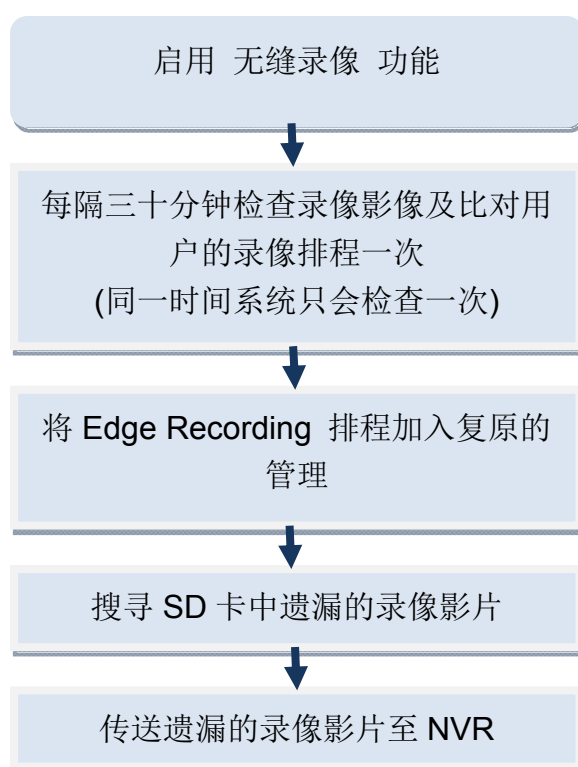 启用 无缝录像 功能
每隔三十分钟检查录像影像及比对用
户的录像排程一次
(同一时间系统只会检查一次)
将 Edge Recording 排程加入复原的
管理
搜寻 SD 卡中遗漏的录像影片
传送遗漏的录像影片至 NVR